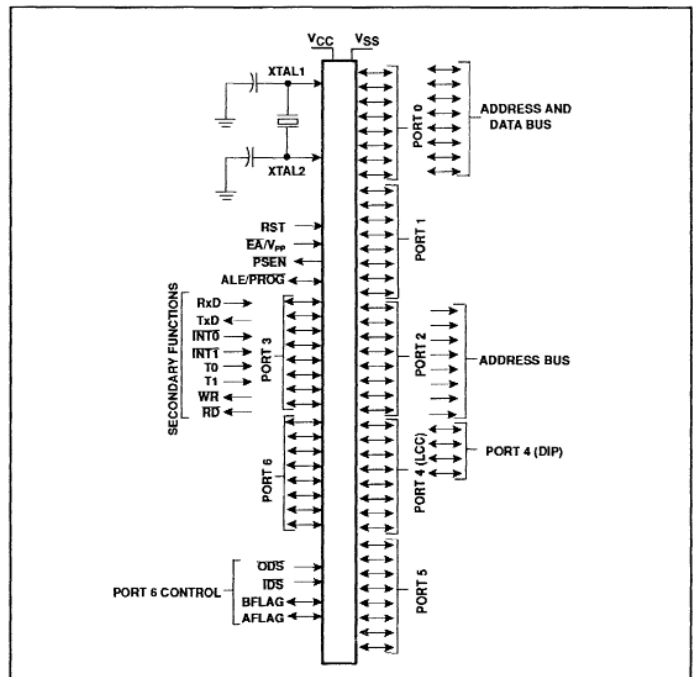 VCC VSS
XTAL1
XTAL2
PORT 0
ADDRESS AND
DATA BUS
PORT 1
RST
EA/VPP
PSEN
ALE/PROG
SECONDARY FUNCTIONS
RxD
TxD
INT0
INT1
T0
T1
WR
RD
PORT 3
PORT 2
ADDRESS BUS
PORT 6
PORT 4 (LCC)
PORT 4 (DIP)
PORT 6 CONTROL
ODS
IDS
BFLAG
AFLAG
PORT 5